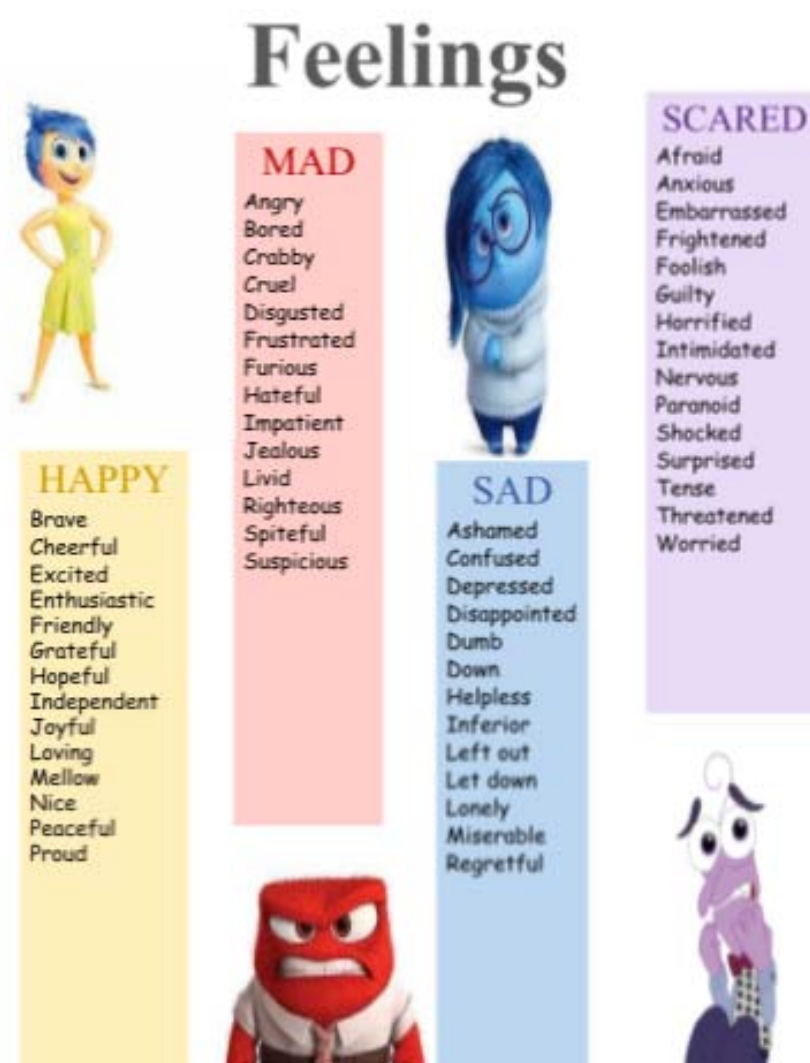 Feelings
HAPPY
Brave
Cheerful
Excited
Enthusiastic
Friendly
Grateful
Hopeful
Independent
Joyful
Loving
Mellow
Nice
Peaceful
Proud
MAD
Angry
Bored
Crabby
Cruel
Disgusted
Frustrated
Furious
Hateful
Impatient
Jealous
Livid
Righteous
Spiteful
Suspicious
SAD
Ashamed
Confused
Depressed
Disappointed
Dumb
Down
Helpless
Inferior
Left out
Let down
Lonely
Miserable
Regretful
SCARED
Afraid
Anxious
Embarrassed
Frightened
Foolish
Guilty
Horrified
Intimidated
Nervous
Paranoid
Shocked
Surprised
Tense
Threatened
Worried